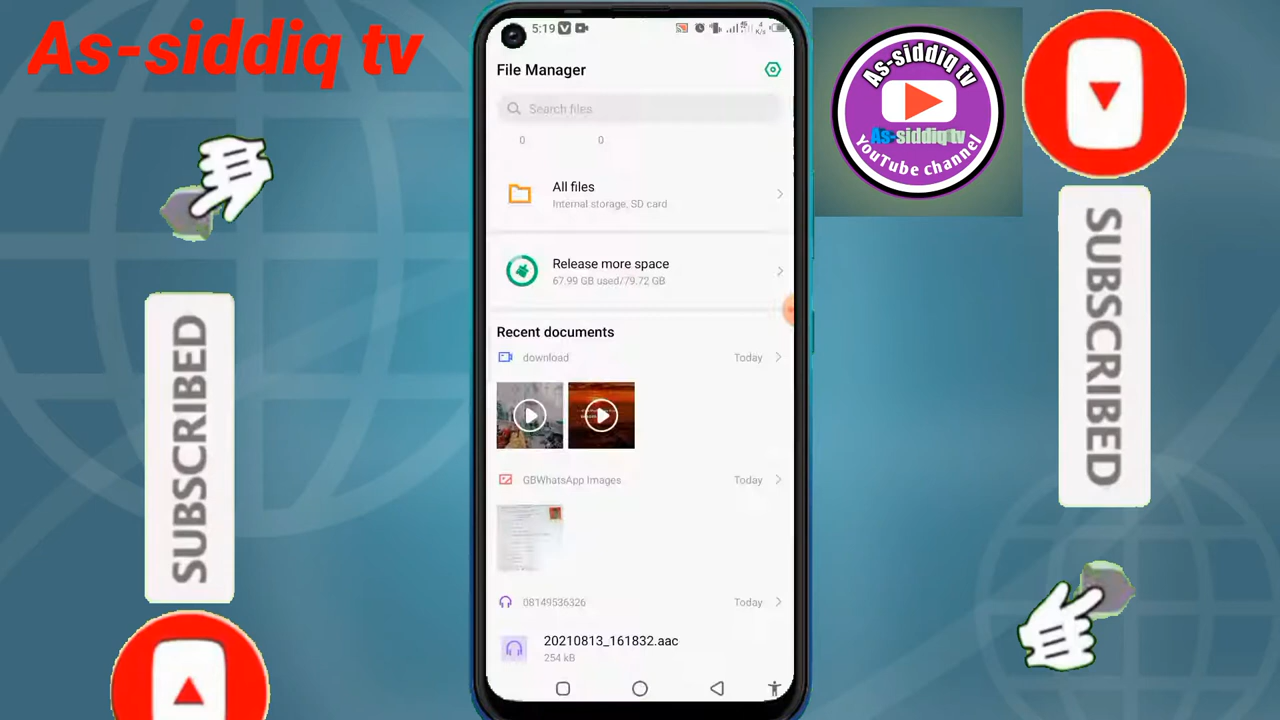 As-siddiq tv
5:19
File Manager
Search files
0 0
All files
Internal storage, SD card
Release more space
67.99 GB used/79.72 GB
Recent documents
download Today
GBWhatsApp Images Today
08149536326 Today
20210813_161832.aac
254 kB
As-siddiq tv
As-siddiq tv
YouTube channel
SUBSCRIBED
SUBSCRIBED